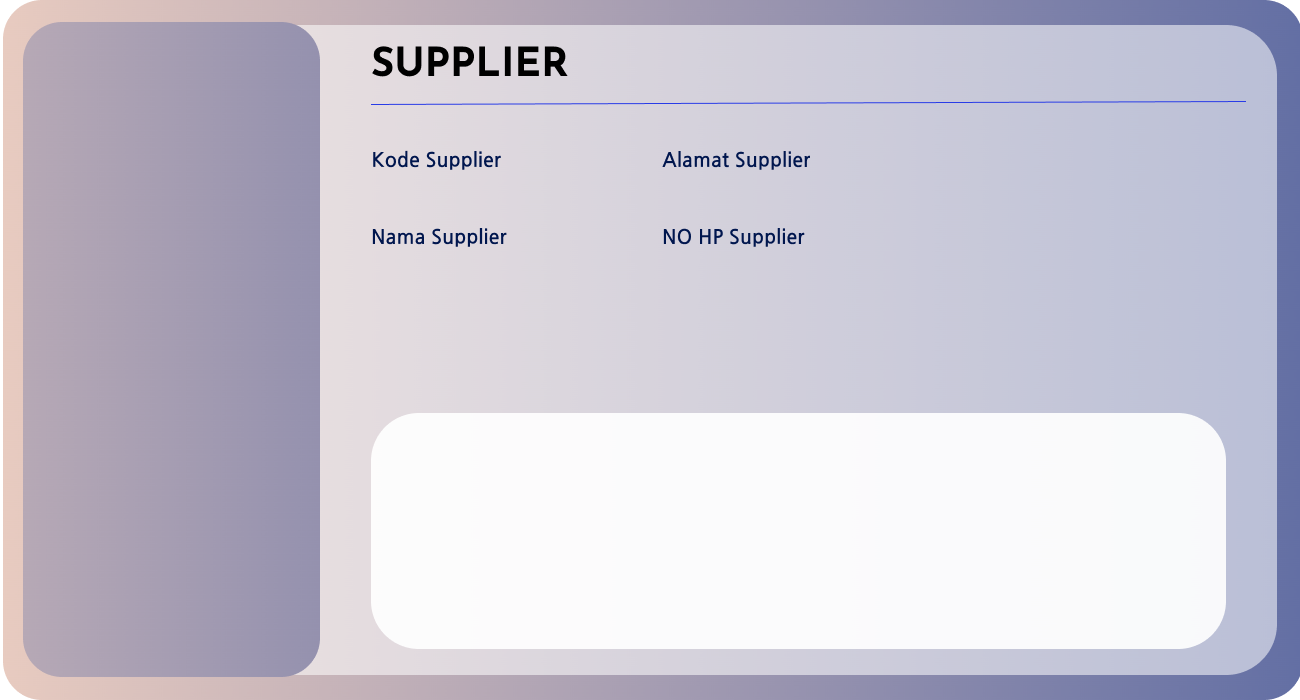 SUPPLIER
Kode Supplier
Alamat Supplier
Nama Supplier
NO HP Supplier